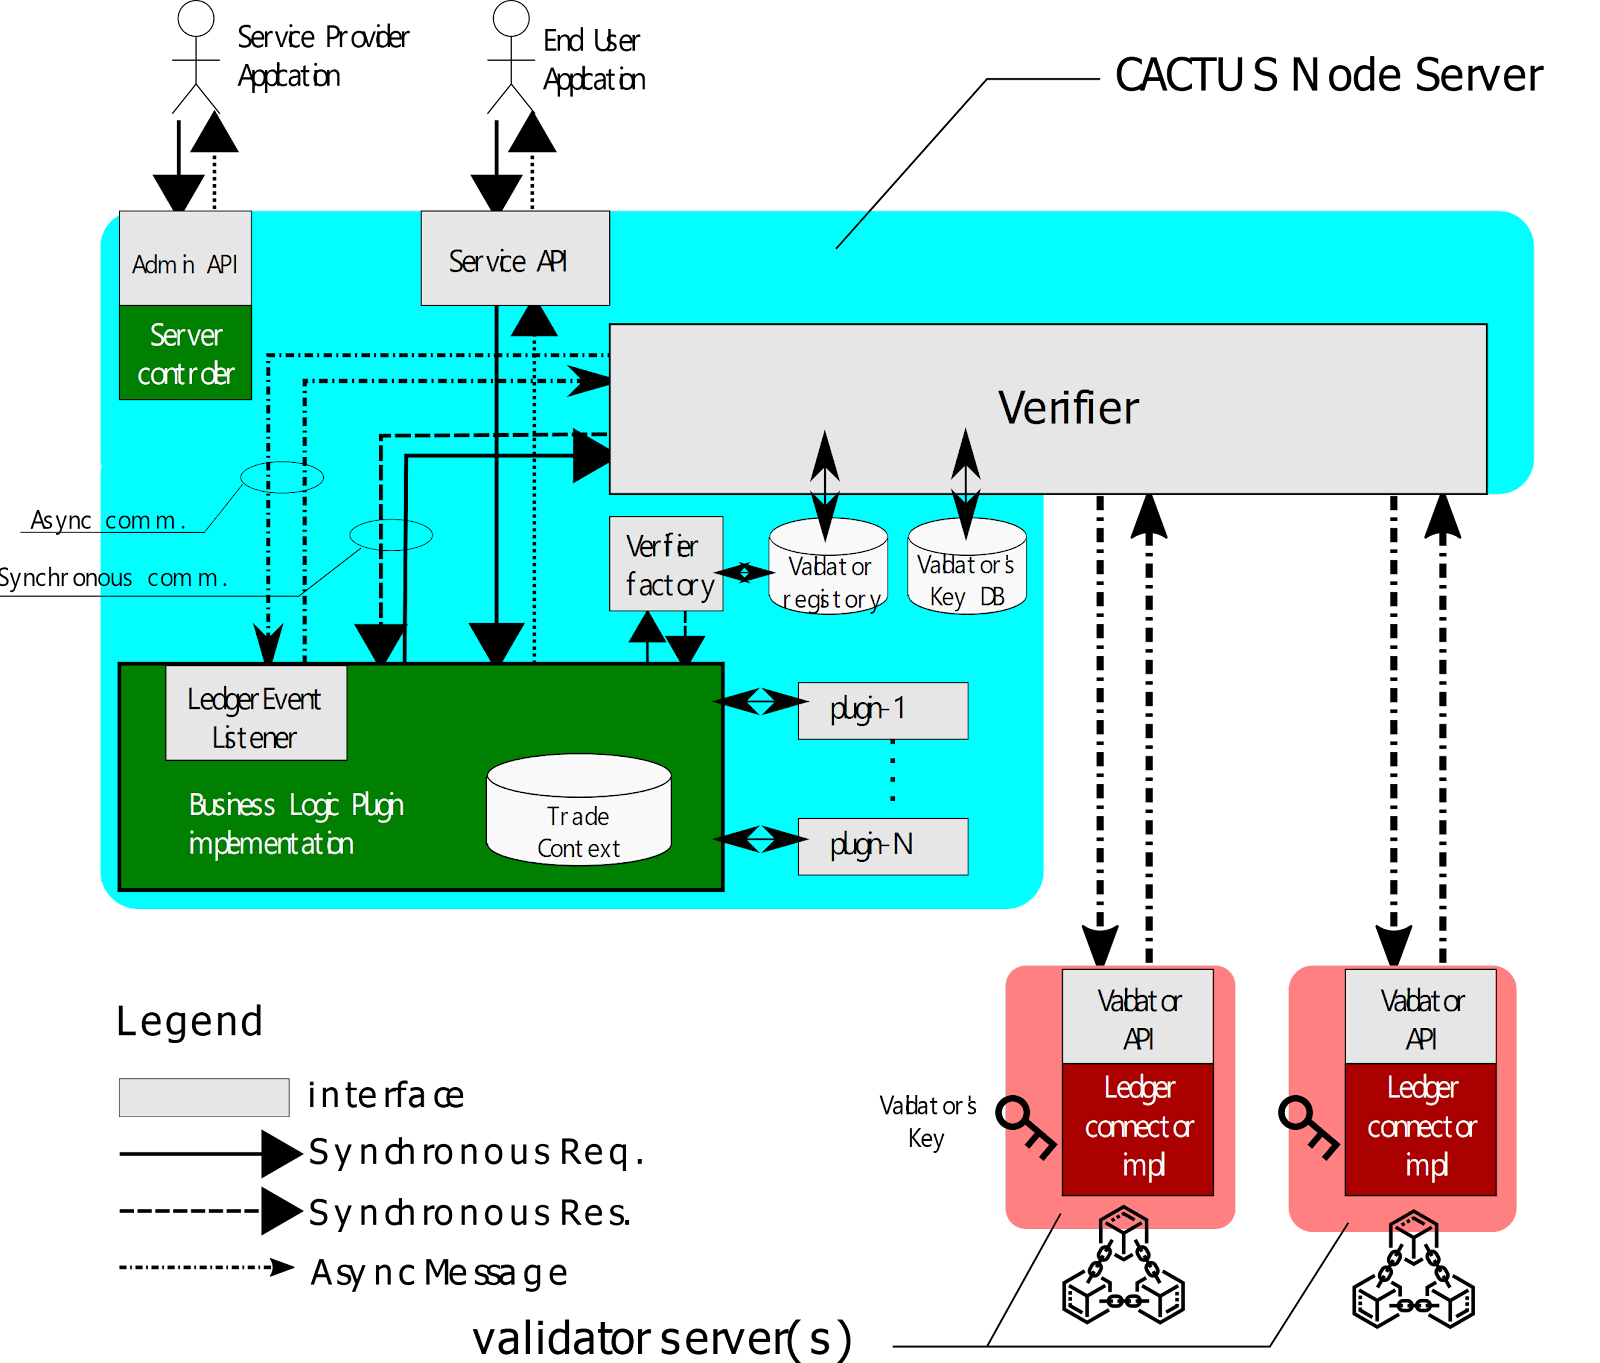 Service Provider
Application
End User
Application
CACTUS Node Server
Admin API
Service API
Server
controller
Verifier
Async comm.
Synchronous comm.
Verifier
factory
Validator
registry
Validator's
Key DB
Ledger Event
Listener
plugin-1
Business Logic Plugin
implementation
Trade
Context
plugin-N
Validator
API
Validator
API
Legend
interface
Synchronous Req.
Synchronous Res.
Async Message
Validator's
Key
Ledger
connector
impl
Ledger
connector
impl
validator server(s)